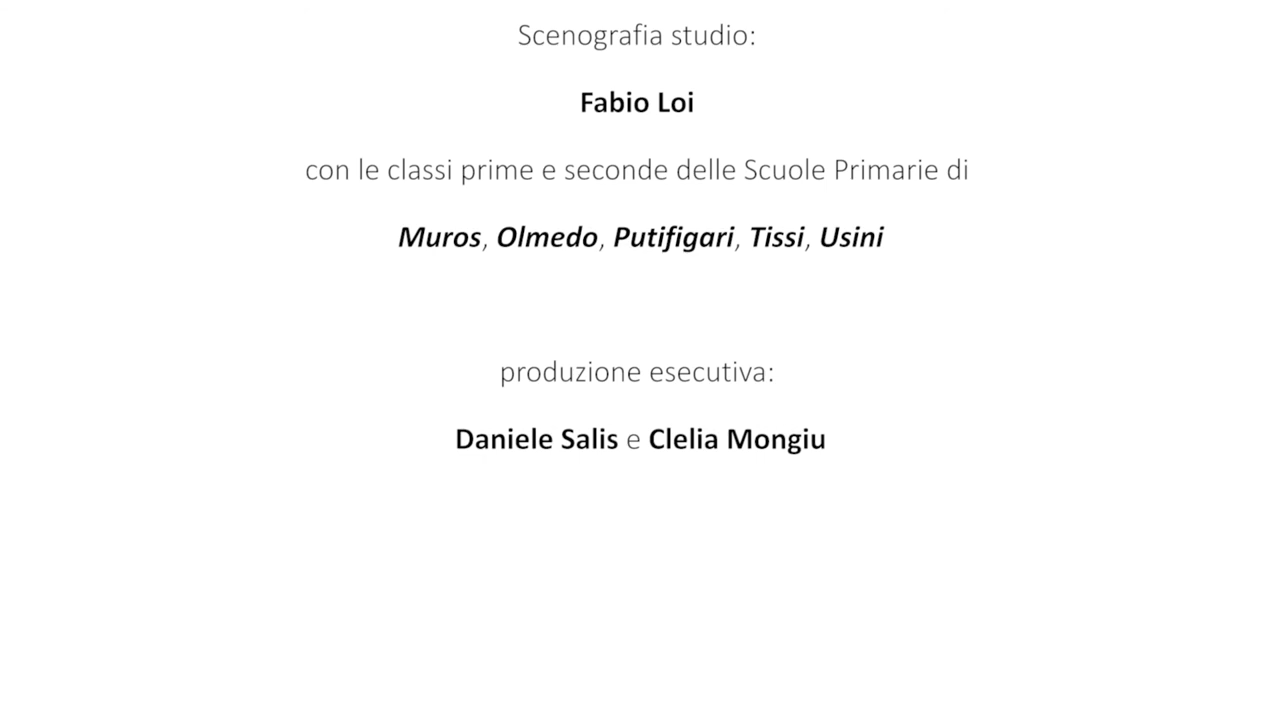 Scenografia studio:
Fabio Loi
con le classi prime e seconde delle Scuole Primarie di
Muros, Olmedo, Putifigari, Tissi, Usini
produzione esecutiva:
Daniele Salis e Clelia Mongiu